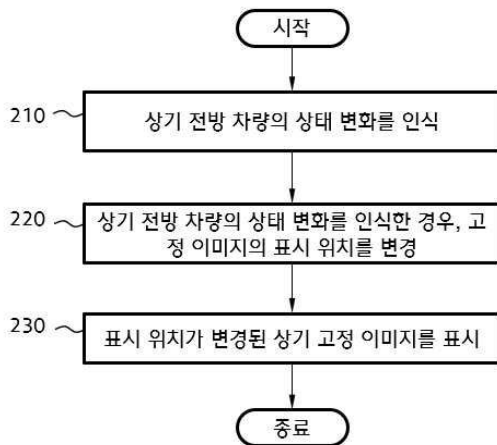 시작
210
상기 전방 차량의 상태 변화를 인식
220
상기 전방 차량의 상태 변화를 인식한 경우, 고
정 이미지의 표시 위치를 변경
230
표시 위치가 변경된 상기 고정 이미지를 표시
종료